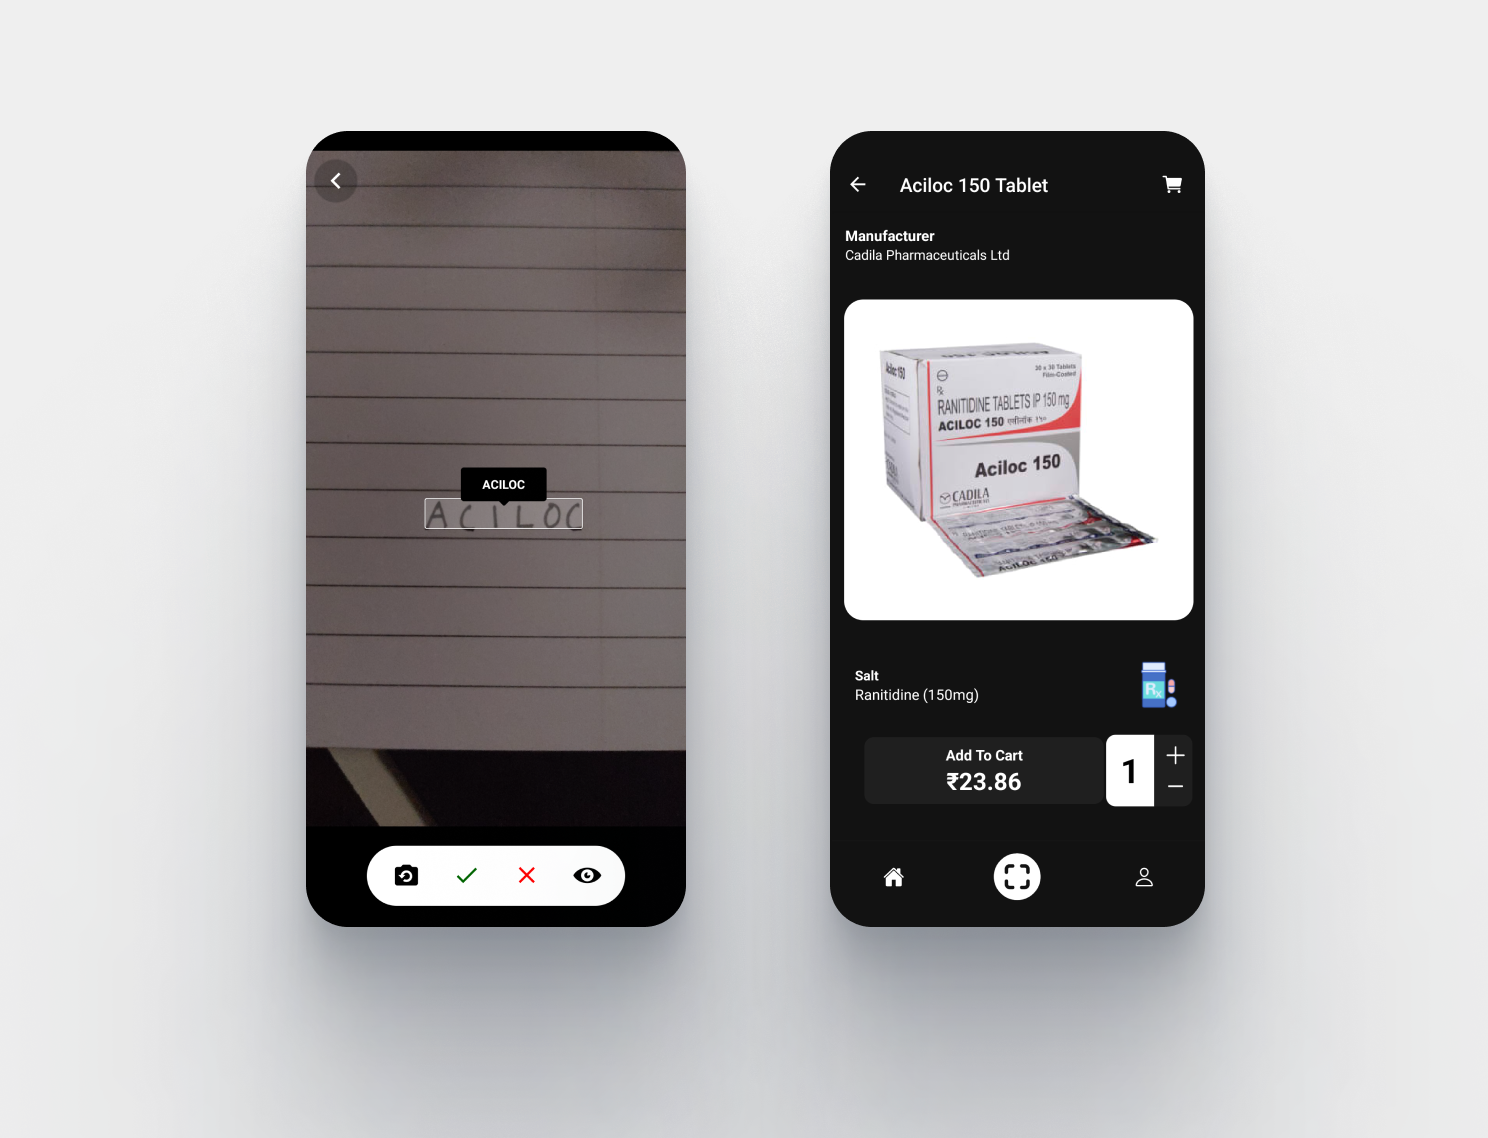 ACILOC
ACILOC
Aciloc 150 Tablet
Manufacturer
Cadila Pharmaceuticals Ltd
Aciloc 150
30 x 30 Tablets
Film-Coated
Rx
RANITIDINE TABLETS IP 150 mg
ACILOC 150 एसीलॉक १५०
Aciloc 150
CADILA
ACILOC 150
Salt
Ranitidine (150mg)
Rx
Add To Cart
₹23.86
1